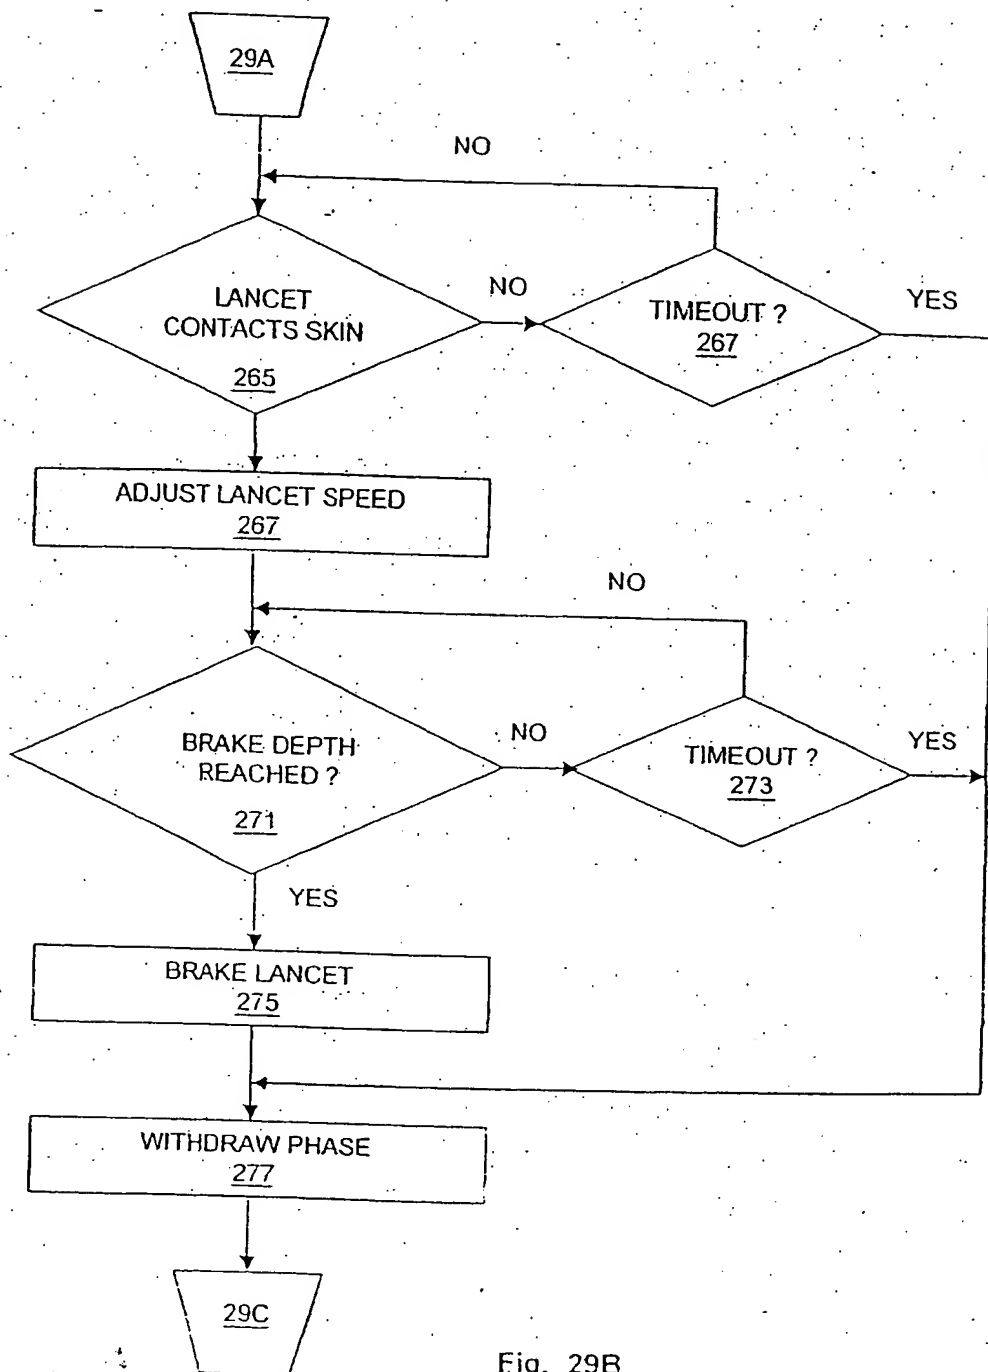 29A
NO
LANCET
CONTACTS SKIN
265
NO
TIMEOUT ?
267
YES
ADJUST LANCET SPEED
267
NO
BRAKE DEPTH
REACHED ?
271
NO
TIMEOUT ?
273
YES
YES
BRAKE LANCET
275
WITHDRAW PHASE
277
29C
Fig. 29B